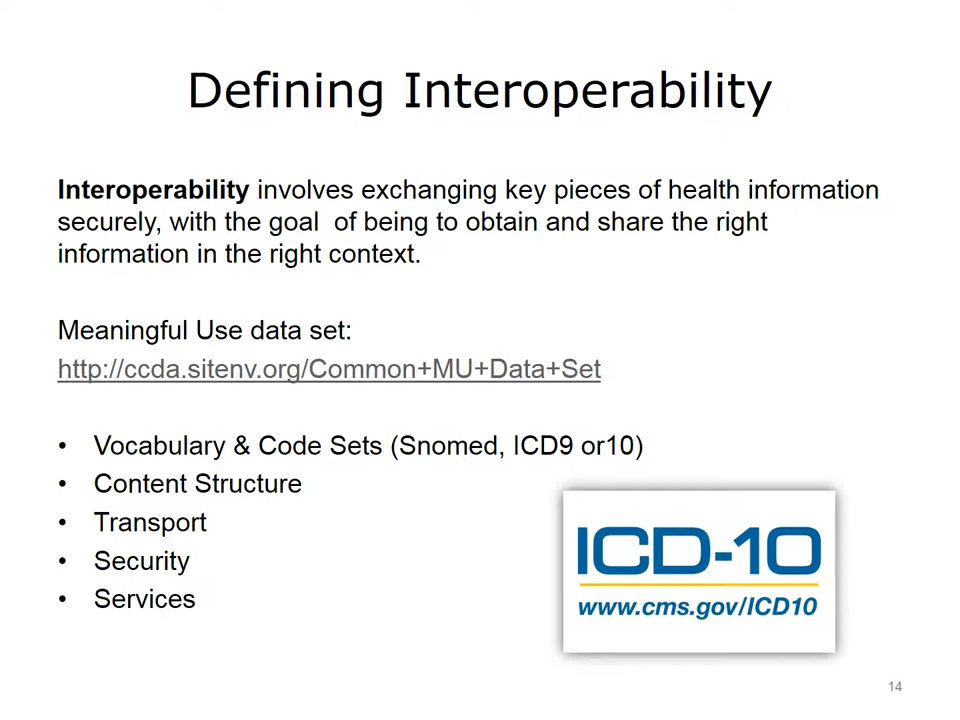 Defining Interoperability
Interoperability involves exchanging key pieces of health information
securely, with the goal  of being to obtain and share the right
information in the right context.
Meaningful Use data set:
http://ccda.sitenv.org/Common+MU+Data+Set
• Vocabulary & Code Sets (Snomed, ICD9 or10)
• Content Structure
• Transport
• Security
• Services
ICD-10
www.cms.gov/ICD10
14